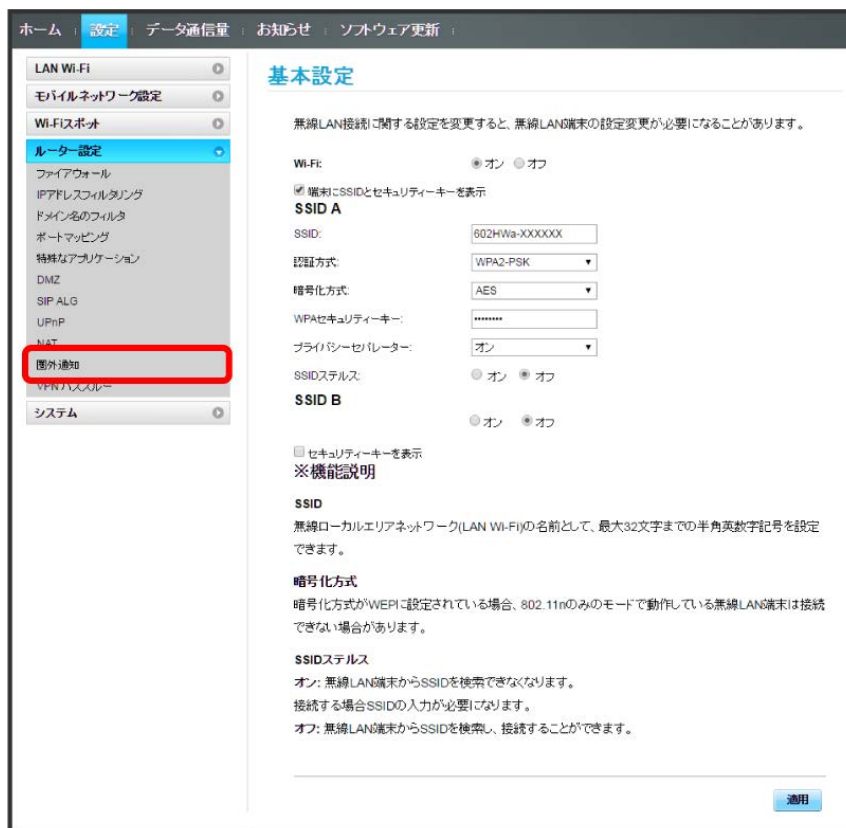 ホーム 設定 データ通信量 お知らせ ソフトウェア更新
LAN Wi-Fi
モバイルネットワーク設定
Wi-Fiスポット
ルーター設定
ファイアウォール
IPアドレスフィルタリング
ドメイン名のフィルタ
ポートマッピング
特殊なアプリケーション
DMZ
SIP ALG
UPnP
NAT
圏外通知
VPN パススルー
システム
基本設定
無線LAN接続に関する設定を変更すると、無線LAN端末の設定変更が必要になることがあります。
Wi-Fi: オン オフ
端末にSSIDとセキュリティーキーを表示
SSID A
SSID: 602HWa-XXXXXX
認証方式: WPA2-PSK
暗号化方式: AES
WPAセキュリティーキー: ••••••••
プライバシーセパレーター: オン
SSIDステルス: オン オフ
SSID B
オン オフ
セキュリティーキーを表示
※機能説明
SSID
無線ローカルエリアネットワーク(LAN Wi-Fi)の名前として、最大32文字までの半角英数字記号を設定
できます。
暗号化方式
暗号化方式がWEPに設定されている場合、802.11nのみのモードで動作している無線LAN端末は接続
できない場合があります。
SSIDステルス
オン: 無線LAN端末からSSIDを検索できなくなります。
接続する場合SSIDの入力が必要になります。
オフ: 無線LAN端末からSSIDを検索し、接続することができます。
適用